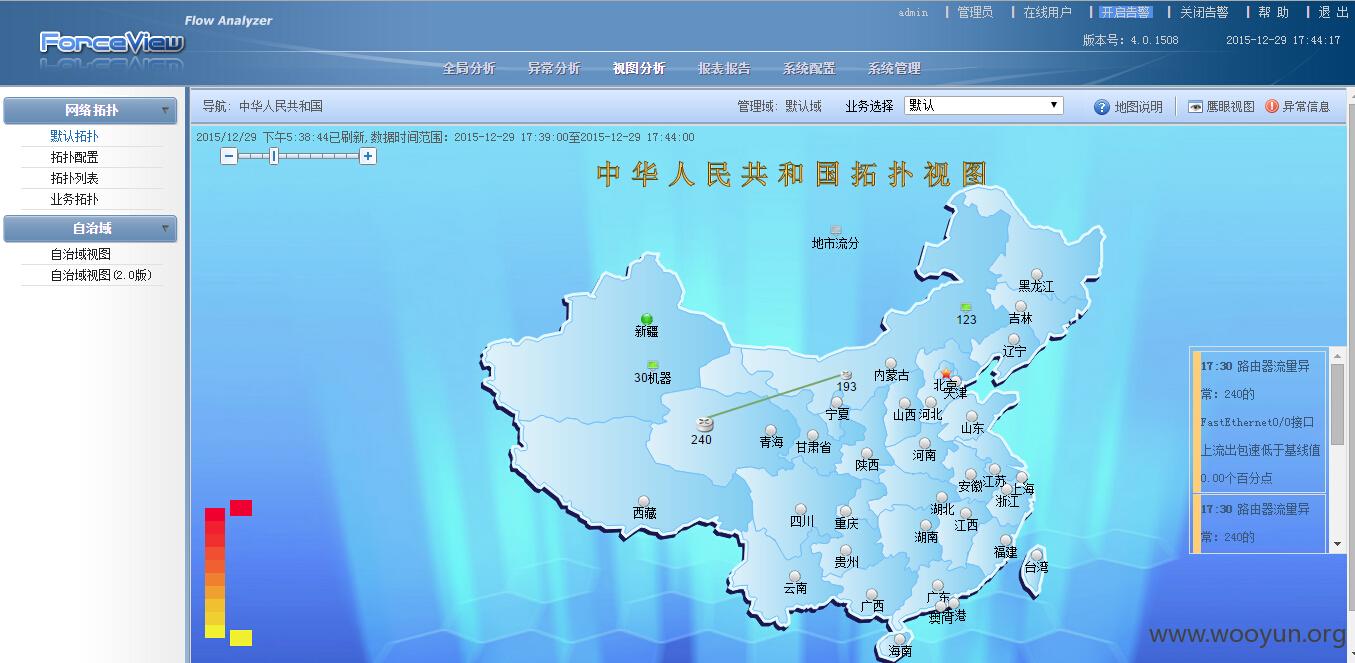 Flow Analyzer
ForceView
admin 管理员 在线用户 开启告警 关闭告警 帮 助 退 出
版本号: 4.0.1508 2015-12-29 17:44:17
全局分析 异常分析 视图分析 报表报告 系统配置 系统管理
网络拓扑
默认拓扑
拓扑配置
拓扑列表
业务拓扑
自治域
自治域视图
自治域视图(2.0版)
导航: 中华人民共和国
管理域: 默认域 业务选择 默认 地图说明 鹰眼视图 异常信息
2015/12/29 下午5:38:44已刷新,数据时间范围: 2015-12-29 17:39:00至2015-12-29 17:44:00
中华人民共和国拓扑视图
地市流分
黑龙江
123
吉林
新疆
辽宁
30机器
内蒙古
193
北京
天津
宁夏
山西
河北
240
青海
甘肃省
山东
陕西
河南
安徽
江苏
上海
浙江
西藏
四川
重庆
湖北
江西
湖南
福建
贵州
台湾
云南
广西
广东
澳门
香港
海南
17:30 路由器流量异
常: 240的
FastEthernet0/0接口
上流出包速低于基线值
0.00个百分点
17:30 路由器流量异
常: 240的
www.wooyun.org